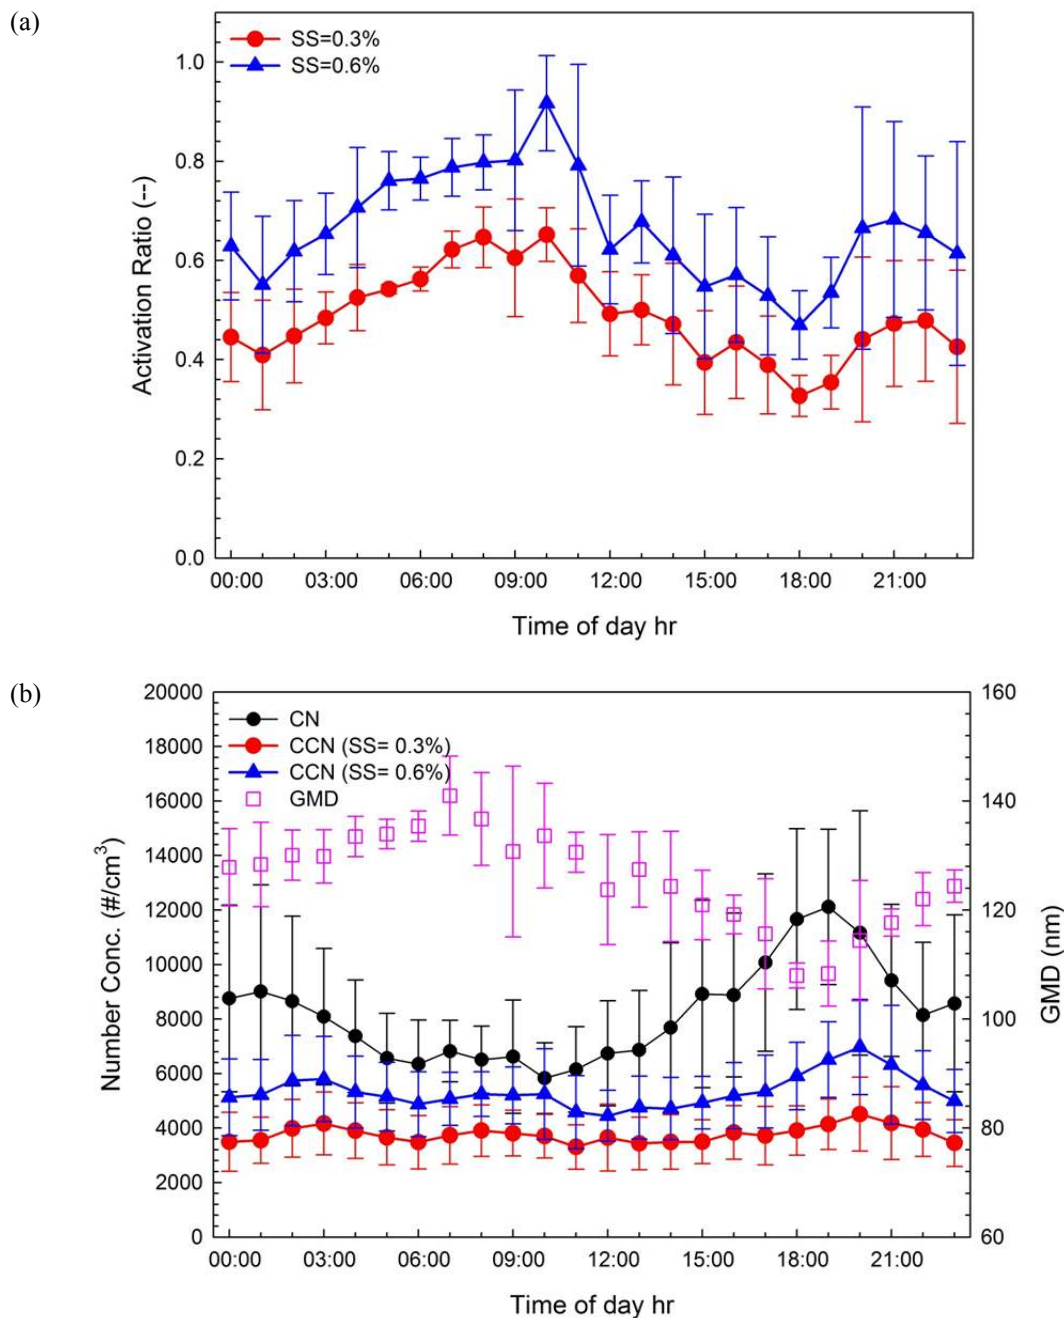 (a)
SS=0.3%
SS=0.6%
1.0
0.8
0.6
0.4
0.2
0.0
Activation Ratio (--)
00:00 03:00 06:00 09:00 12:00 15:00 18:00 21:00
Time of day hr
(b)
20000
18000
16000
14000
12000
10000
8000
6000
4000
2000
0
Number Conc. (#/cm³)
CN
CCN (SS= 0.3%)
CCN (SS= 0.6%)
GMD
160
140
120
100
80
60
GMD (nm)
00:00 03:00 06:00 09:00 12:00 15:00 18:00 21:00
Time of day hr